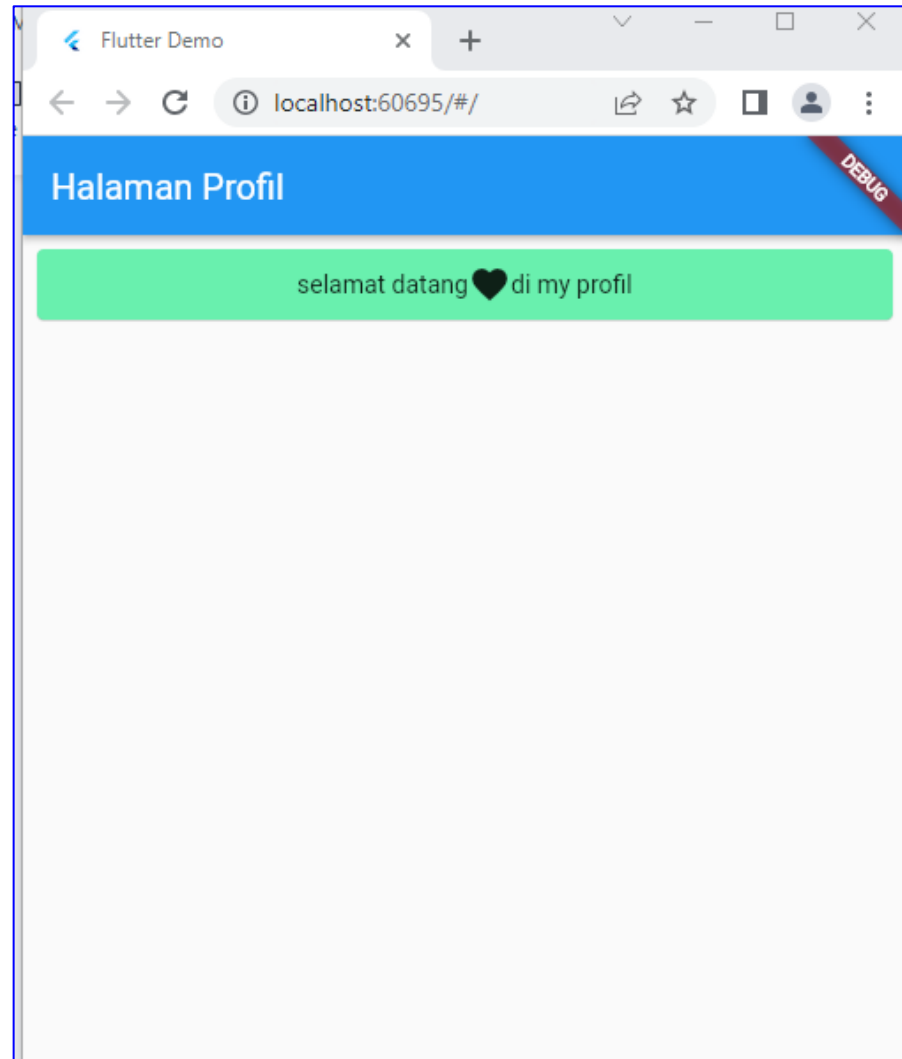 Flutter Demo
localhost:60695/#/
Halaman Profil
DEBUG
selamat datang di my profil